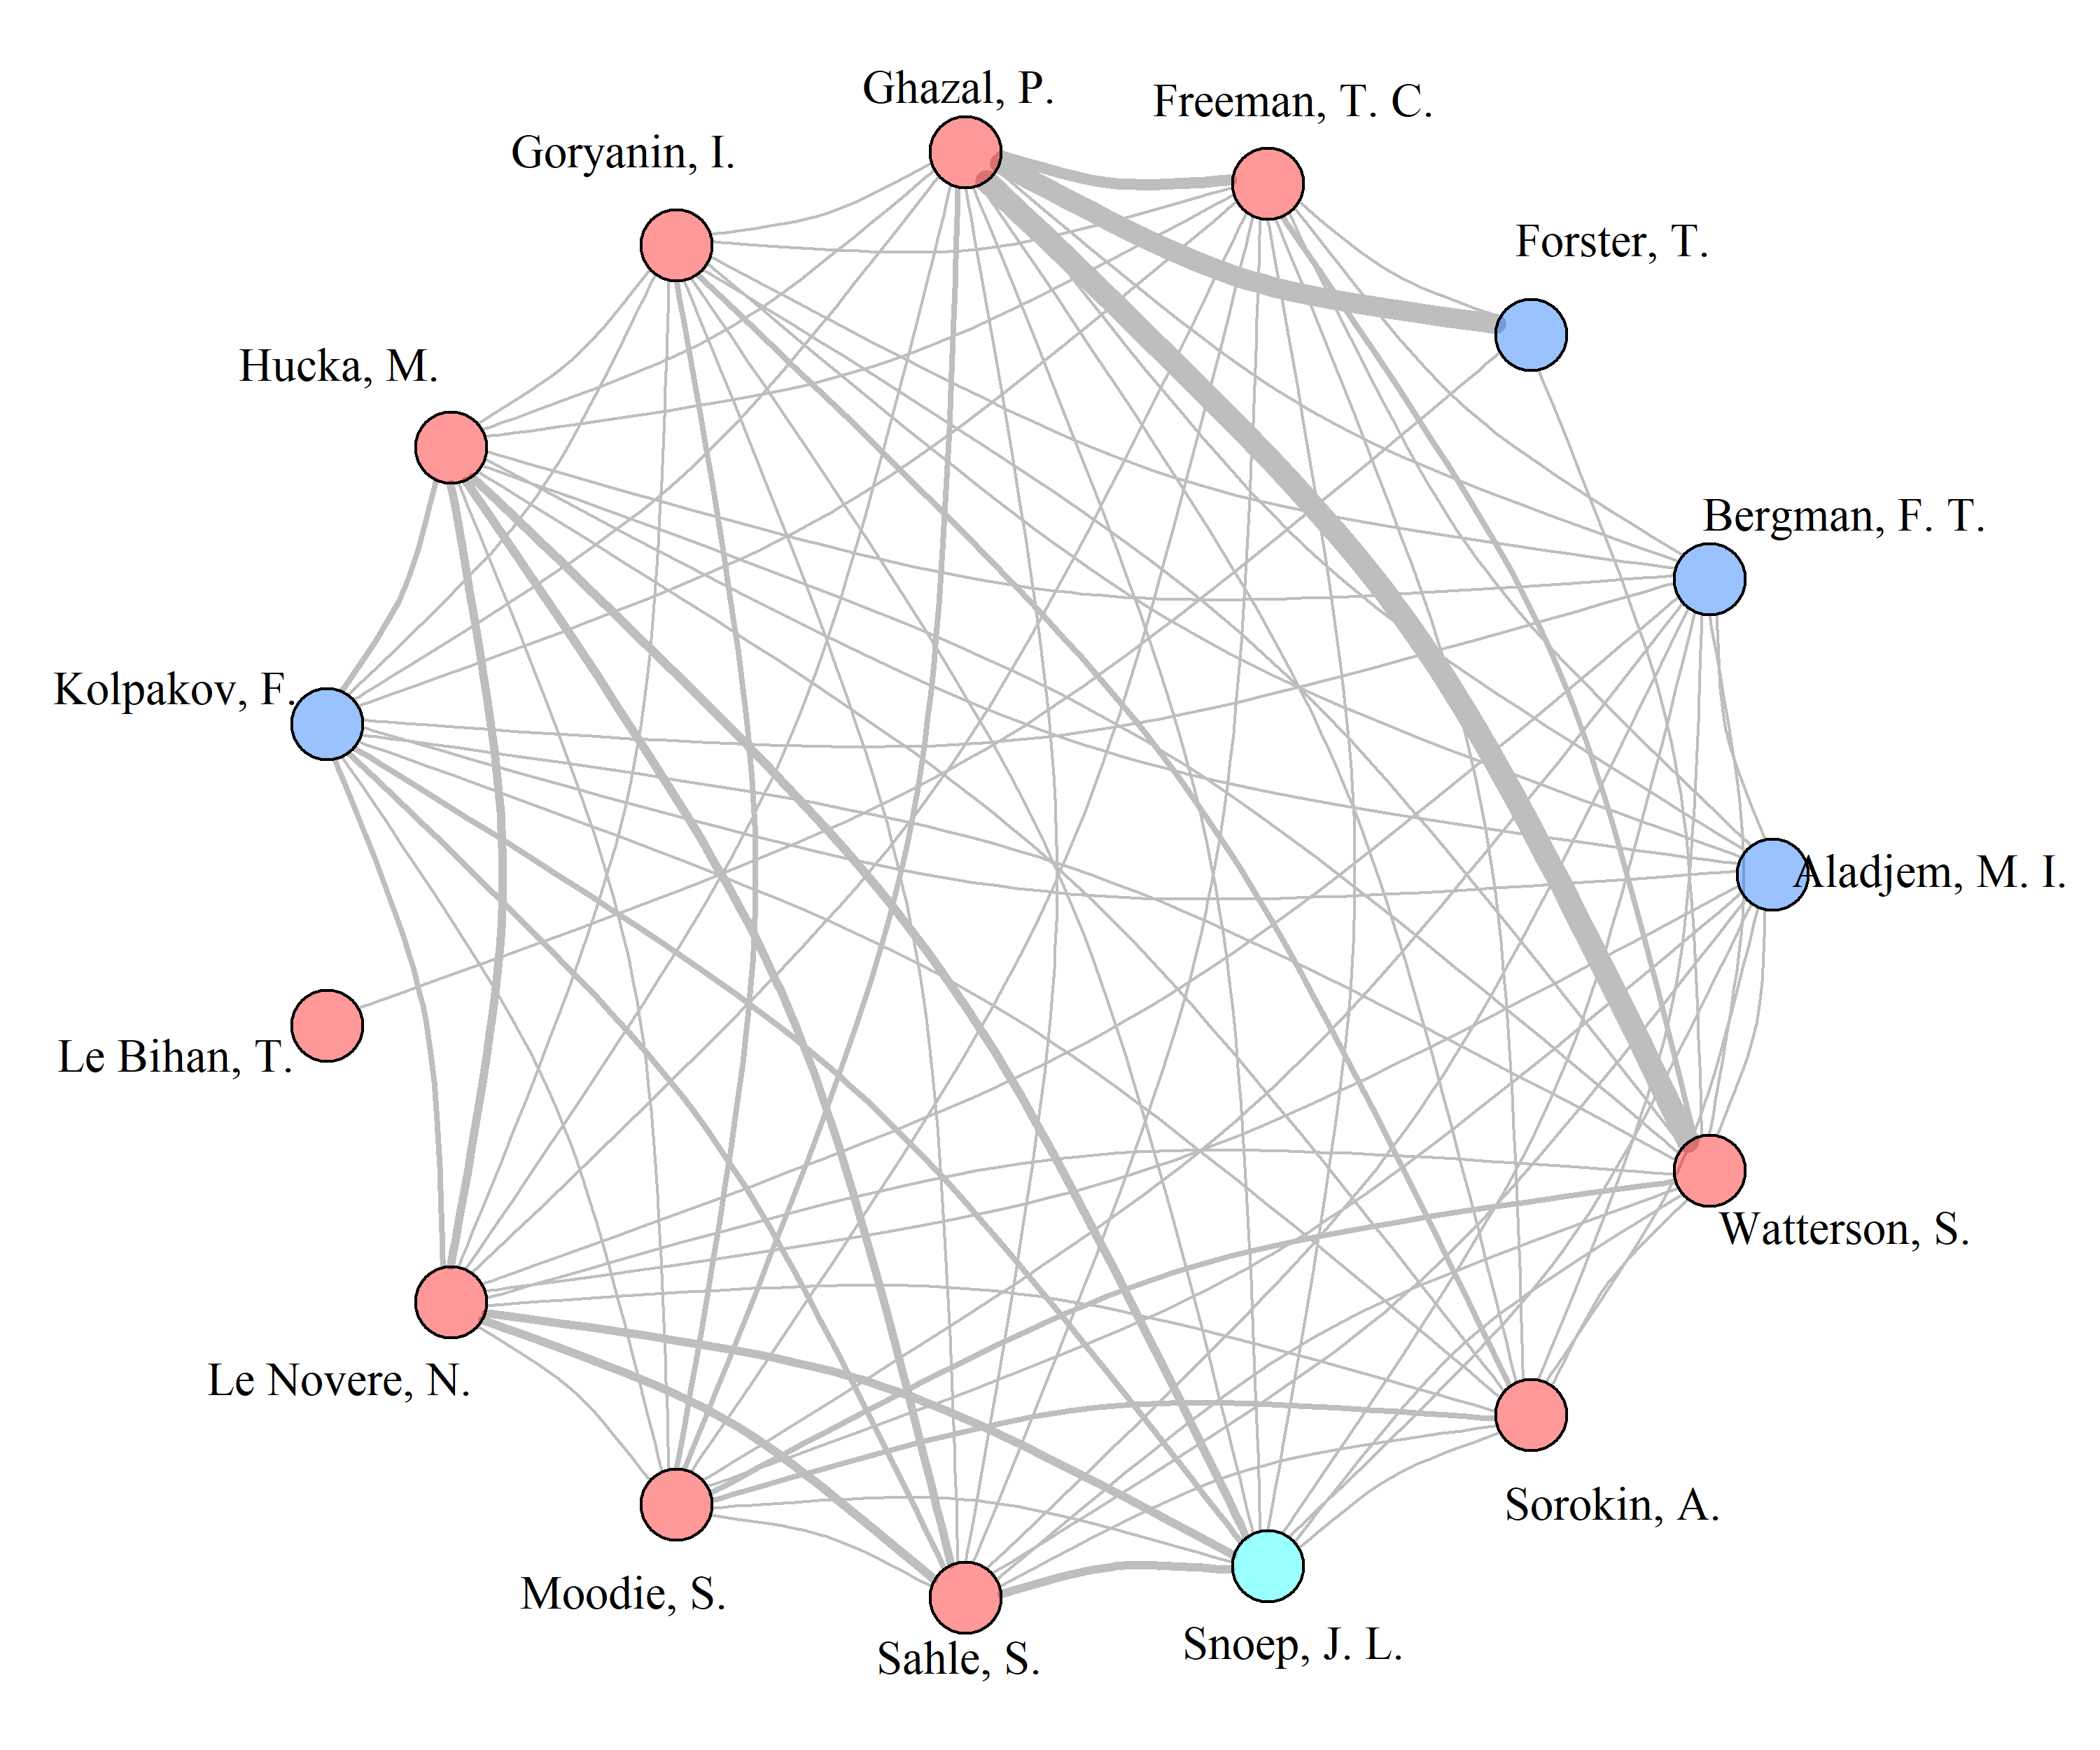 Ghazal, P.
Freeman, T. C.
Goryanin, I.
Forster, T.
Hucka, M.
Bergman, F. T.
Kolpakov, F.
Aladjem, M. I.
Le Bihan, T.
Watterson, S.
Le Novere, N.
Sorokin, A.
Moodie, S.
Snoep, J. L.
Sahle, S.